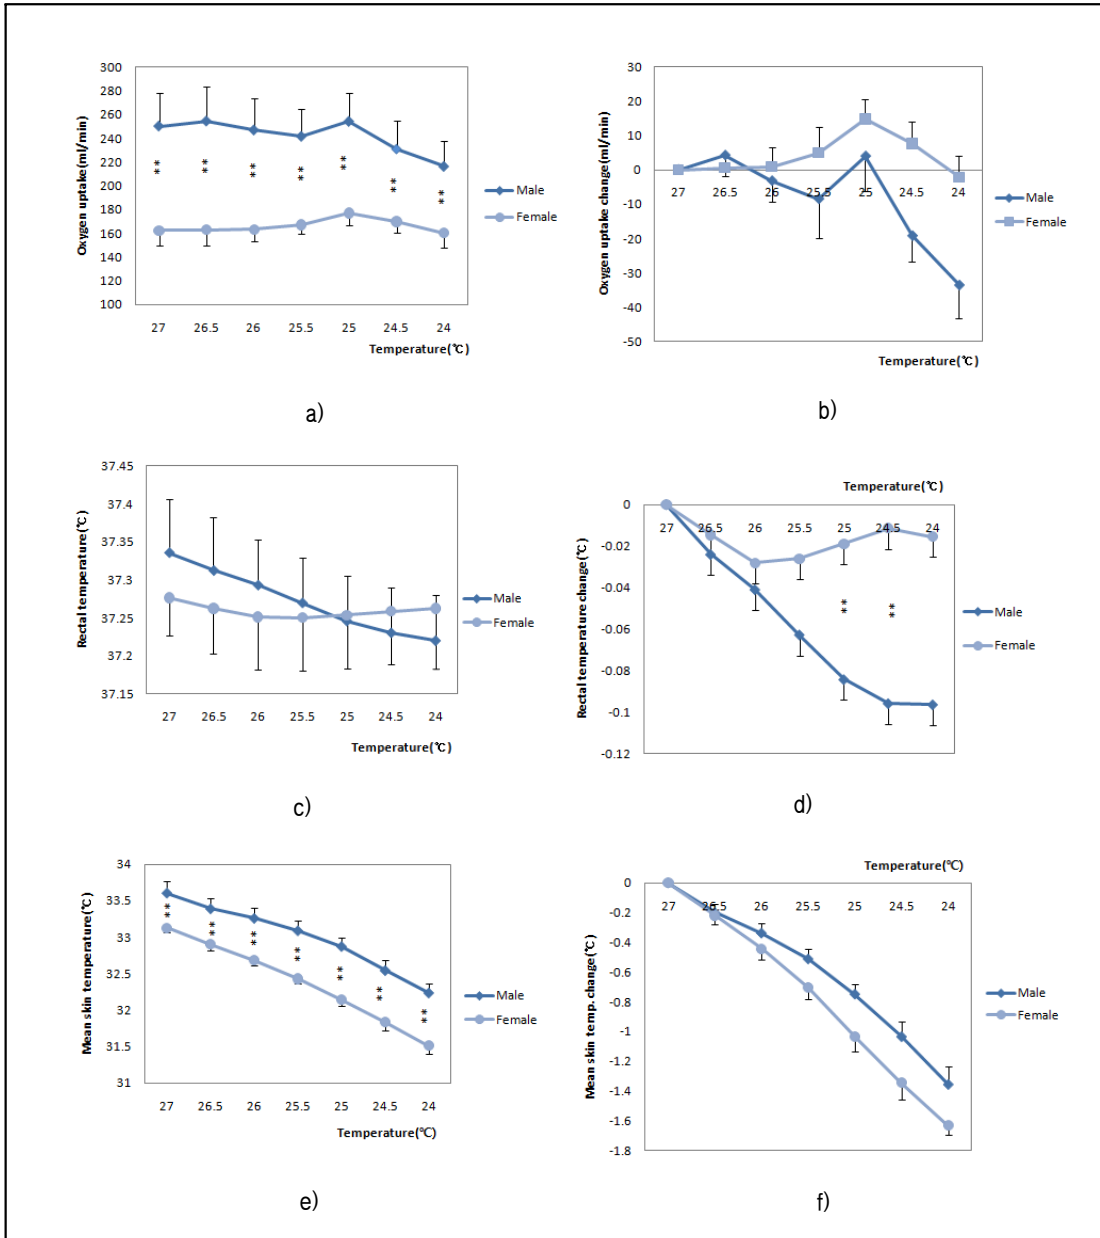 300
280
260
240
220
200
180
160
140
120
100
Oxygen uptake(ml/min)
** ** ** ** ** ** **
27 26.5 26 25.5 25 24.5 24
Temperature(℃)
Male
Female
a)
30
20
10
0
-10
-20
-30
-40
-50
Oxygen uptake change(ml/min)
27 26.5 26 25.5 25 24.5 24
Temperature(℃)
Male
Female
b)
37.45
37.4
37.35
37.3
37.25
37.2
37.15
Rectal temperature(℃)
27 26.5 26 25.5 25 24.5 24
Temperature(℃)
Male
Female
c)
Temperature(℃)
0
-0.02
-0.04
-0.06
-0.08
-0.1
-0.12
Rectal temperature change(℃)
27 26.5 26 25.5 25 24.5 24
** **
Male
Female
d)
34
33.5
33
32.5
32
31.5
31
Mean skin temperature(℃)
** ** ** ** ** ** **
27 26.5 26 25.5 25 24.5 24
Temperature(℃)
Male
Female
e)
Temperature(℃)
0
-0.2
-0.4
-0.6
-0.8
-1
-1.2
-1.4
-1.6
-1.8
Mean skin temp. change(℃)
27 26.5 26 25.5 25 24.5 24
Male
Female
f)